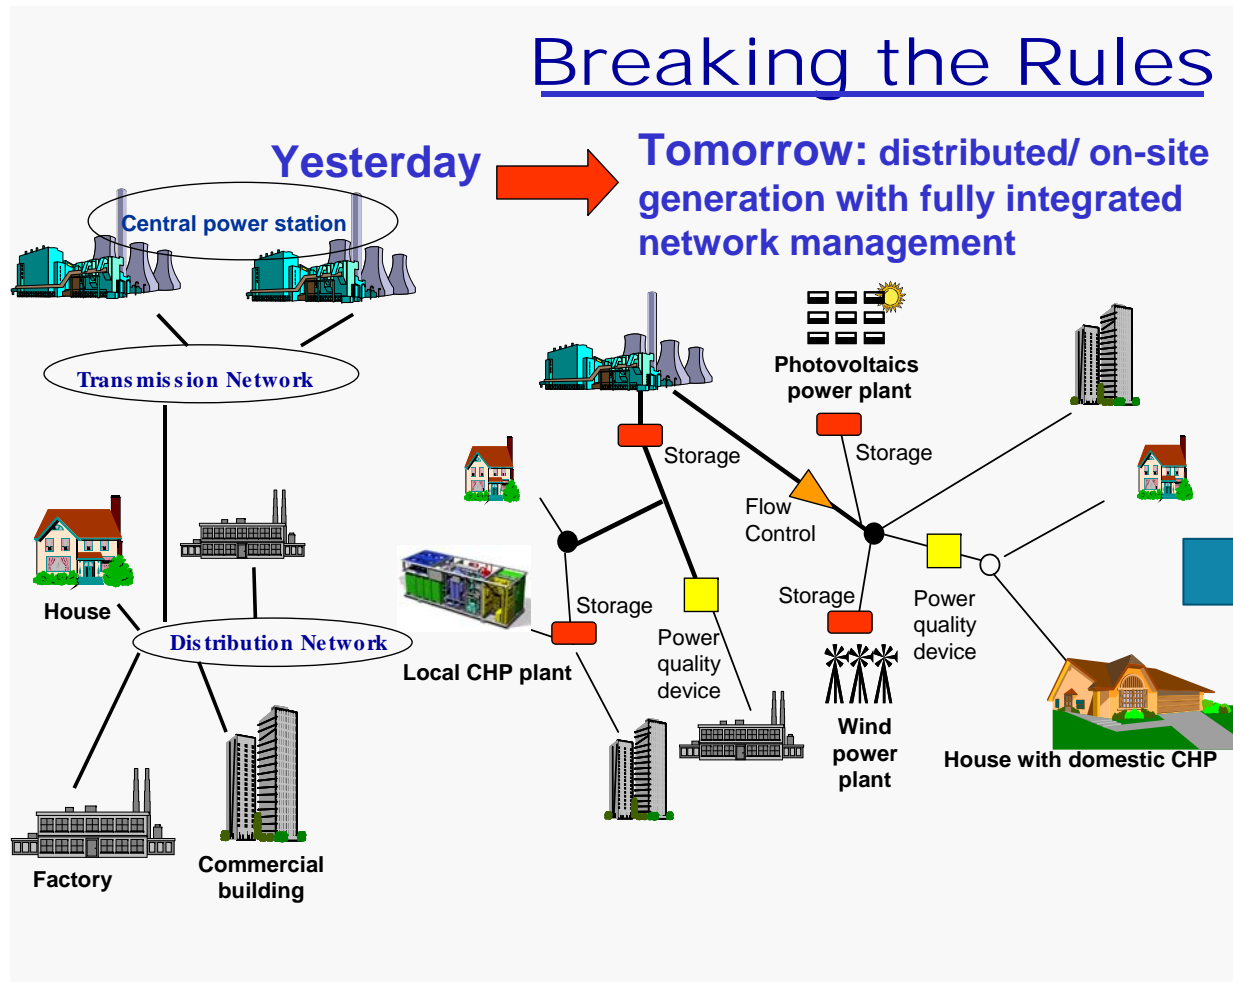 Breaking the Rules
Yesterday
Tomorrow: distributed/ on-site
generation with fully integrated
network management
Central power station
Transmission Network
House
Distribution Network
Factory
Commercial
building
Photovoltaics
power plant
Storage
Storage
Flow
Control
Storage
Storage
Local CHP plant
Power
quality
device
Power
quality
device
Wind
power
plant
House with domestic CHP